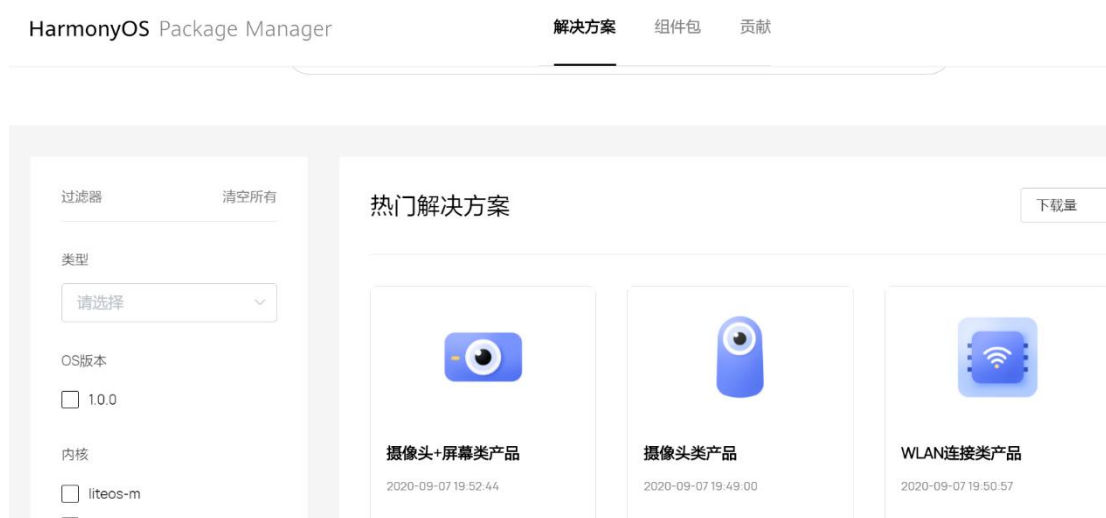 HarmonyOS Package Manager 解决方案 组件包 贡献
过滤器 清空所有
热门解决方案
下载量
类型
请选择
OS版本
1.0.0
内核
liteos-m
摄像头+屏幕类产品
2020-09-07 19:52:44
摄像头类产品
2020-09-07 19:49:00
WLAN连接类产品
2020-09-07 19:50:57